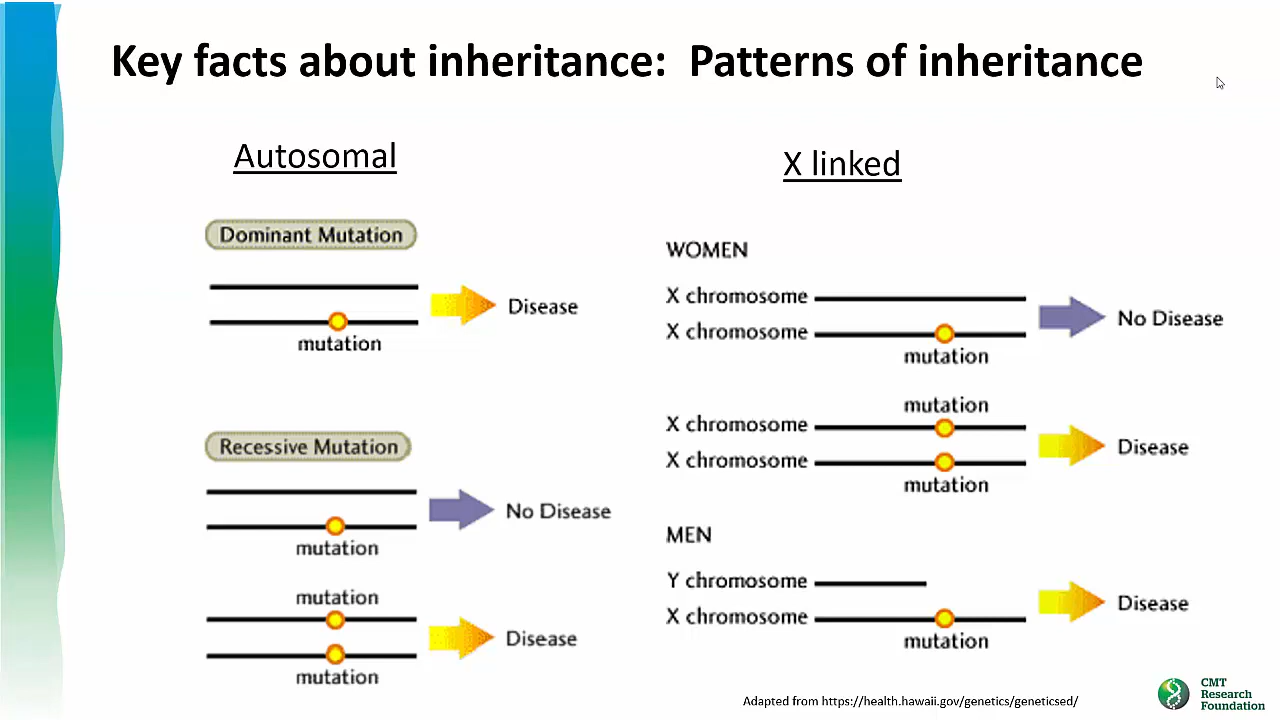 Key facts about inheritance: Patterns of inheritance
Autosomal
Dominant Mutation
Disease
mutation
Recessive Mutation
No Disease
mutation
mutation
Disease
mutation
X linked
WOMEN
X chromosome
X chromosome
No Disease
mutation
mutation
X chromosome
X chromosome
Disease
mutation
MEN
Y chromosome
X chromosome
Disease
mutation
Adapted from https://health.hawaii.gov/genetics/geneticsed/
CMT
Research
Foundation